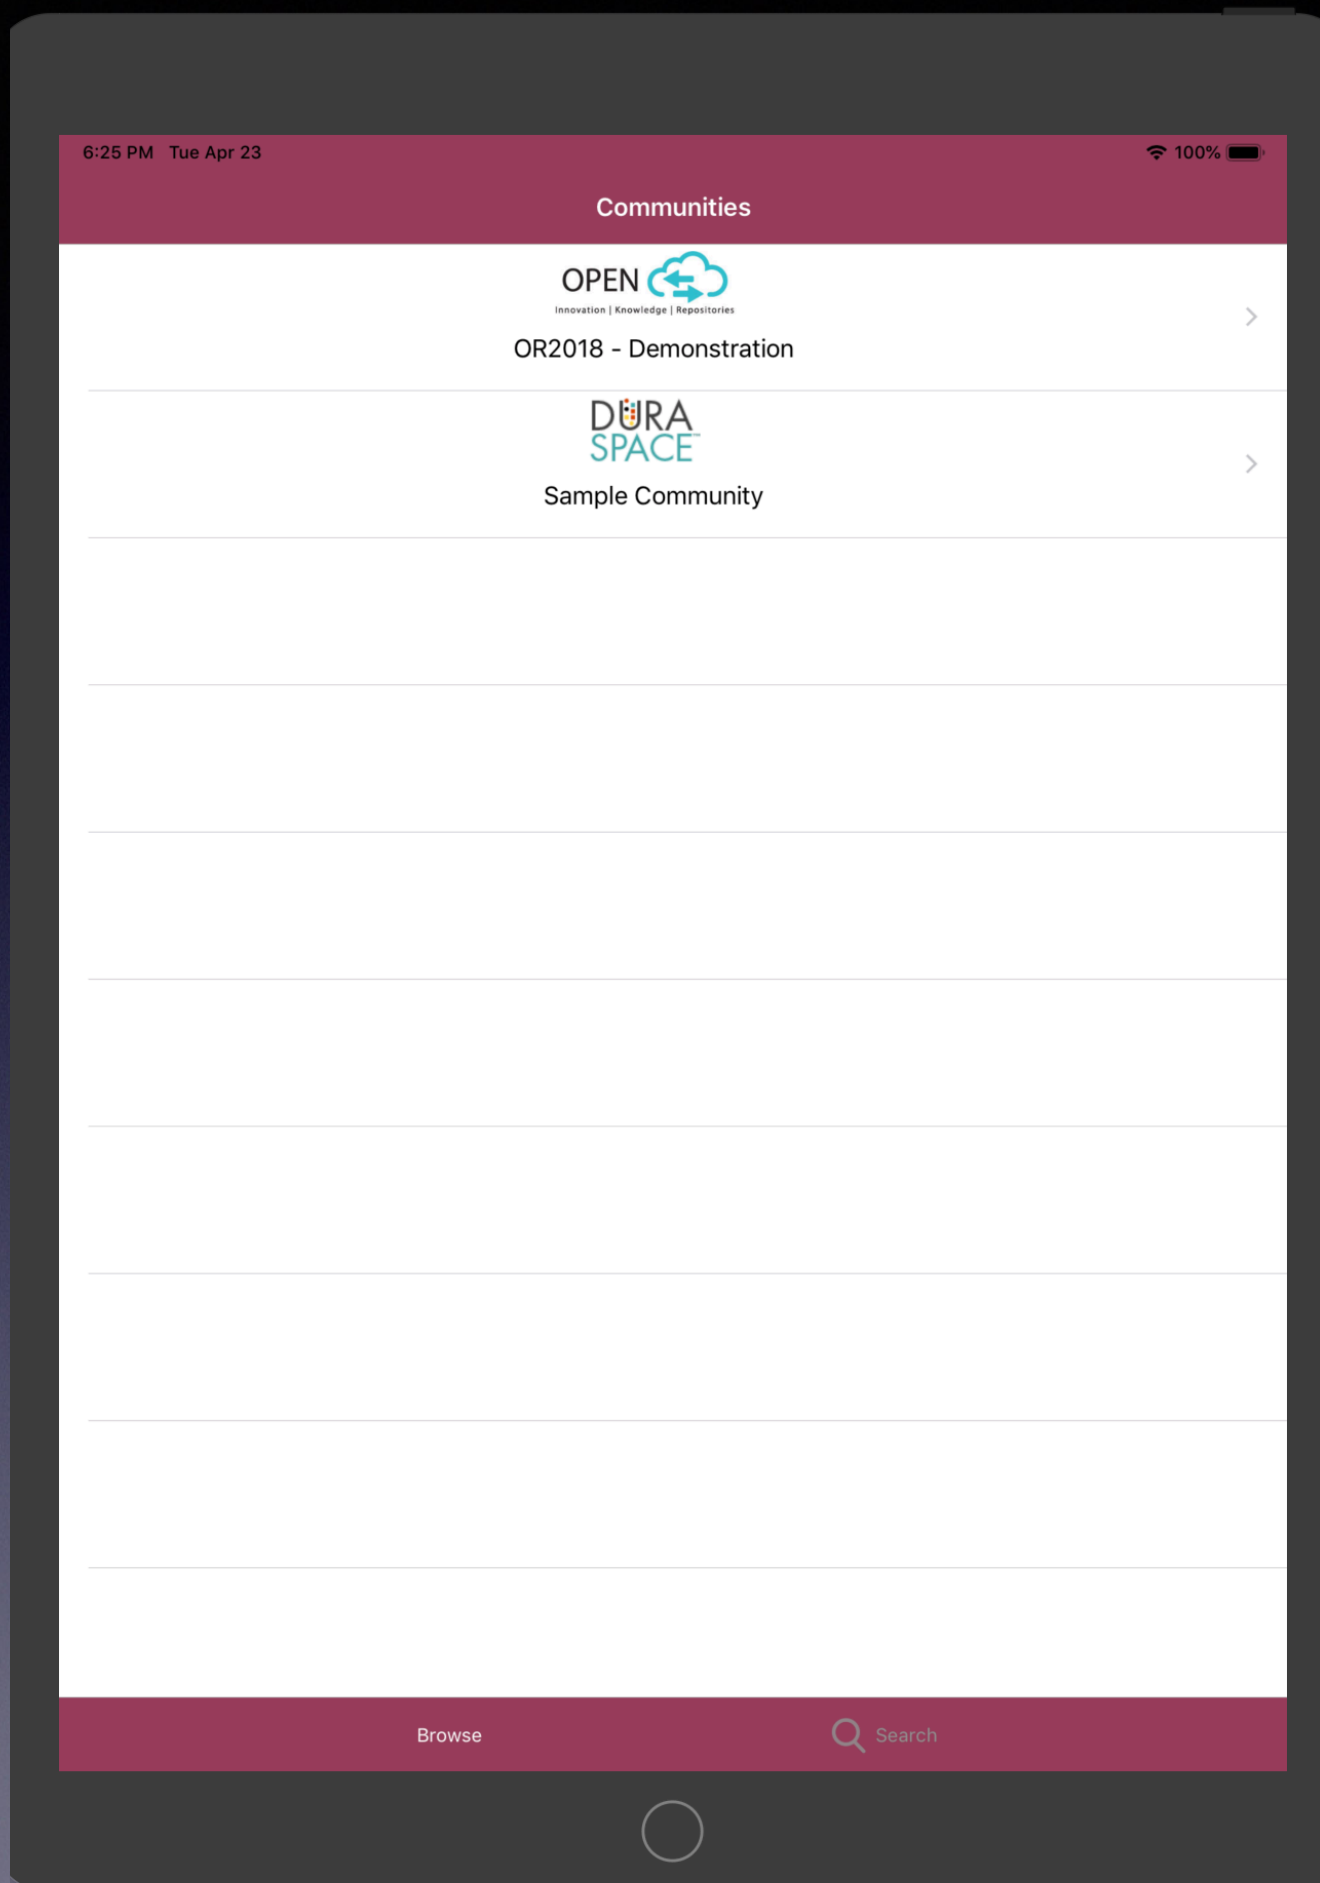 6:25 PM Tue Apr 23
100%
Communities
OPEN
Innovation | Knowledge | Repositories
OR2018 - Demonstration
DURA
SPACE™
Sample Community
Browse
Search